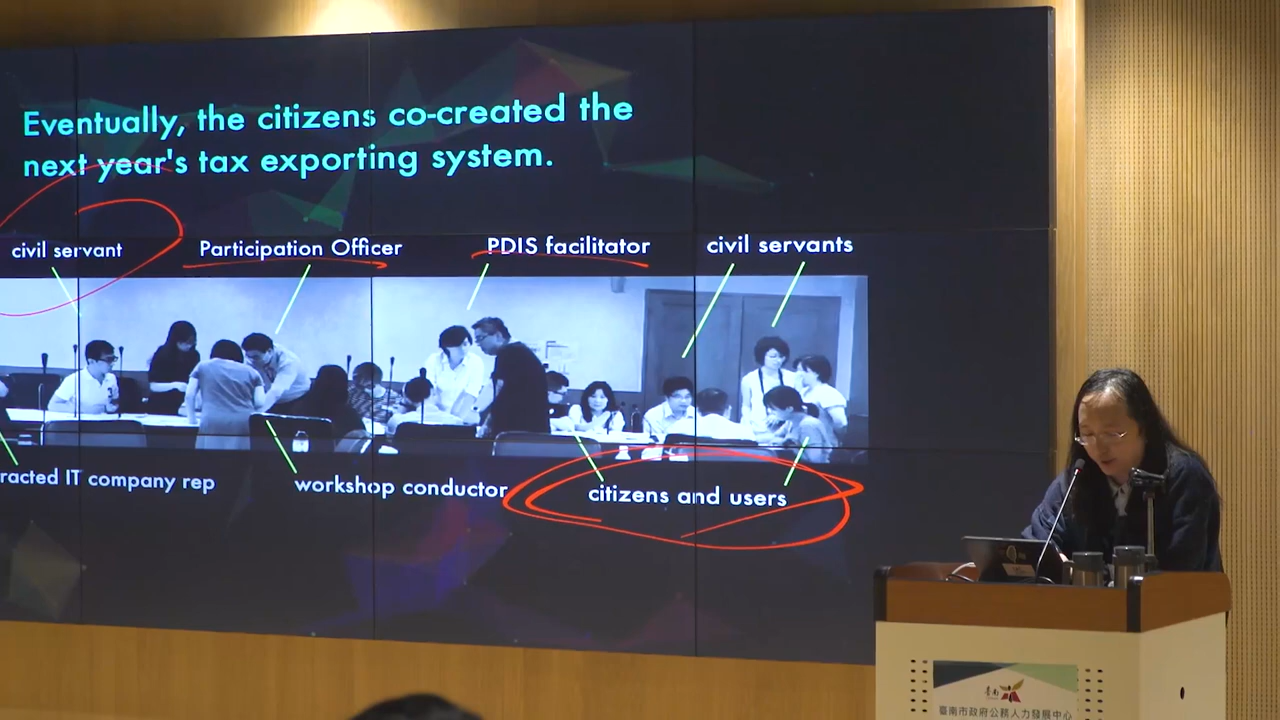 Eventually, the citizens co-created the
next year's tax exporting system.
civil servant
Participation Officer
PDIS facilitator
civil servants
racted IT company rep
workshop conductor
citizens and users
臺南
臺南市政府公務人力發展中心